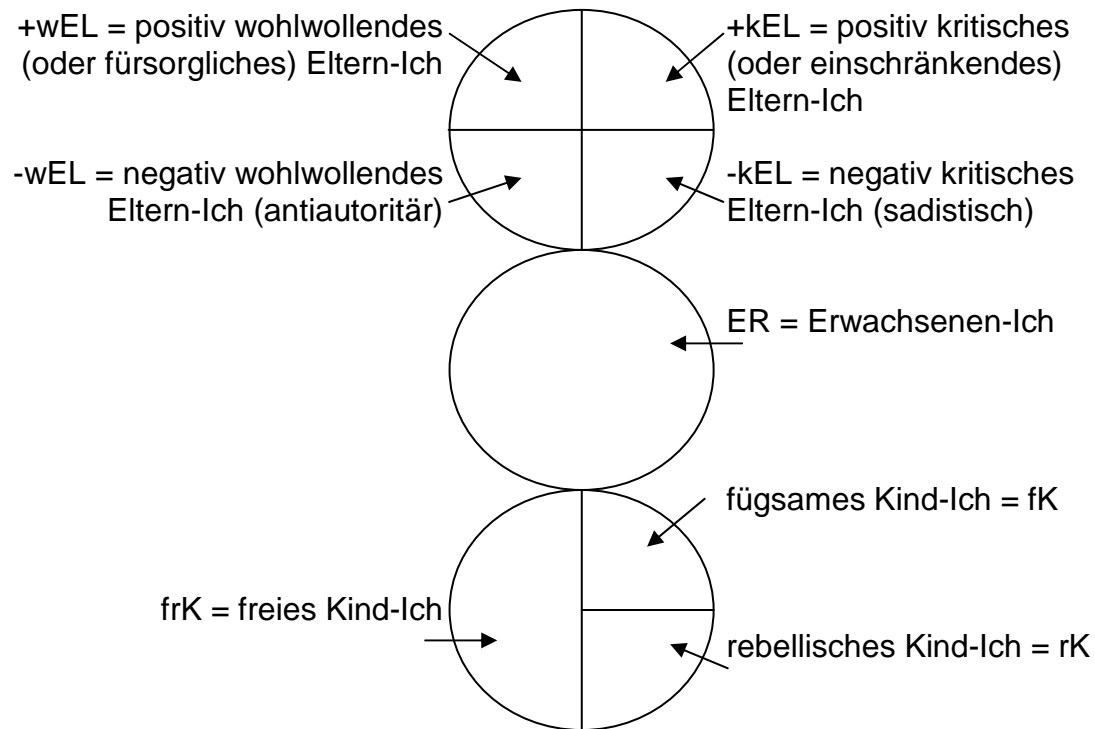 +wEL = positiv wohlwollendes
(oder fürsorgliches) Eltern-Ich
+kEL = positiv kritisches
(oder einschränkendes)
Eltern-Ich
-wEL = negativ wohlwollendes
Eltern-Ich (antiautoritär)
-kEL = negativ kritisches
Eltern-Ich (sadistisch)
ER = Erwachsenen-Ich
fügsames Kind-Ich = fK
frK = freies Kind-Ich
rebellisches Kind-Ich = rK